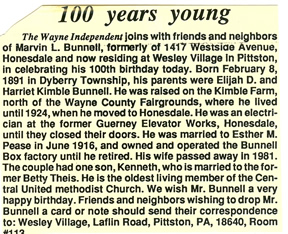 100 years young
The Wayne Independent joins with friends and neighbors
of Marvin L. Bunnell, formerly of 1417 Westside Avenue,
Honesdale and now residing at Wesley Village in Pittston,
in celebrating his 100th birthday today. Born February 8,
1891 in Dyberry Township, his parents were Elijah D. and
Harriet Kimble Bunnell. He was raised on the Kimble Farm,
north of the Wayne County Fairgrounds, where he lived
until 1924, when he moved to Honesdale. He was an electri-
cian at the former Guerney Elevator Works, Honesdale,
until they closed their doors. He was married to Esther M.
Pease in June 1916, and owned and operated the Bunnell
Box factory until he retired. His wife passed away in 1981.
The couple had one son, Kenneth, who is married to the for-
mer Betty Theis. He is the oldest living member of the Cen-
tral United methodist Church. We wish Mr. Bunnell a very
happy birthday. Friends and neighbors wishing to drop Mr.
Bunnell a card or note should send their correspondence
to: Wesley Village, Laflin Road, Pittston, PA, 18640, Room
#113